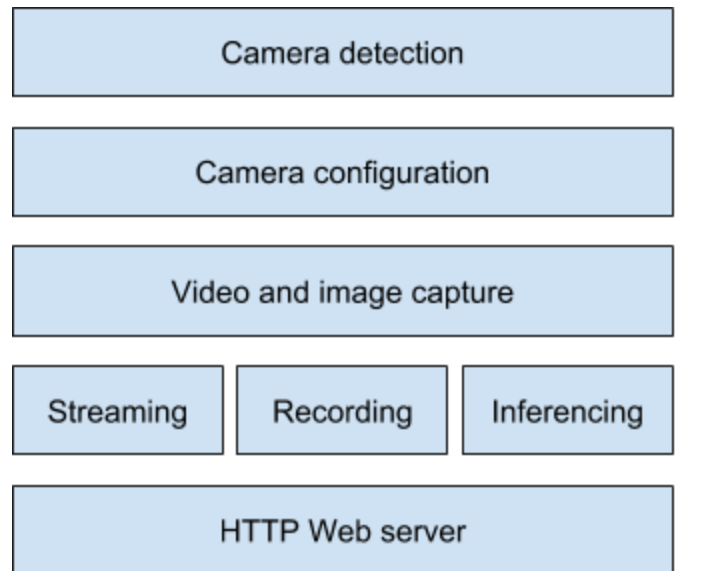 Camera detection
Camera configuration
Video and image capture
Streaming
Recording
Inferencing
HTTP Web server